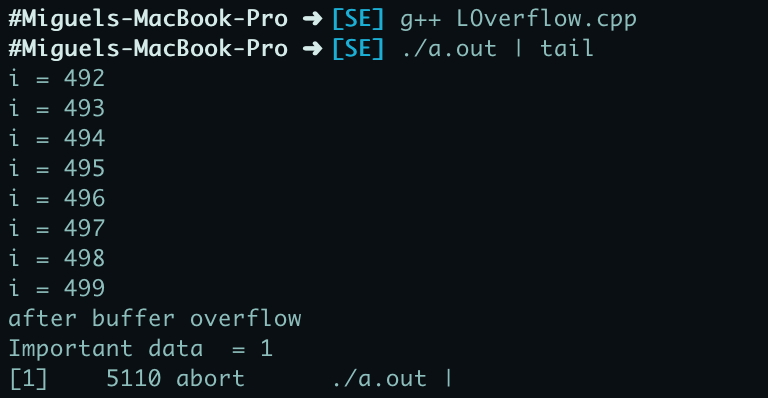 #Miguels-MacBook-Pro ➜ [SE] g++ LOverflow.cpp
#Miguels-MacBook-Pro ➜ [SE] ./a.out | tail
i = 492
i = 493
i = 494
i = 495
i = 496
i = 497
i = 498
i = 499
after buffer overflow
Important data  = 1
[1]    5110 abort      ./a.out |